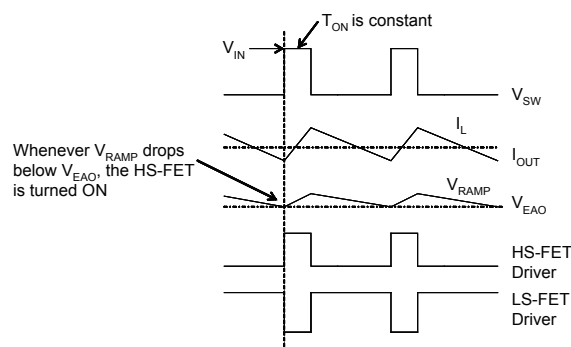 T_ON is constant
V_IN
V_SW
I_L
I_OUT
Whenever V_RAMP drops
below V_EAO, the HS-FET
is turned ON
V_RAMP
V_EAO
HS-FET
Driver
LS-FET
Driver